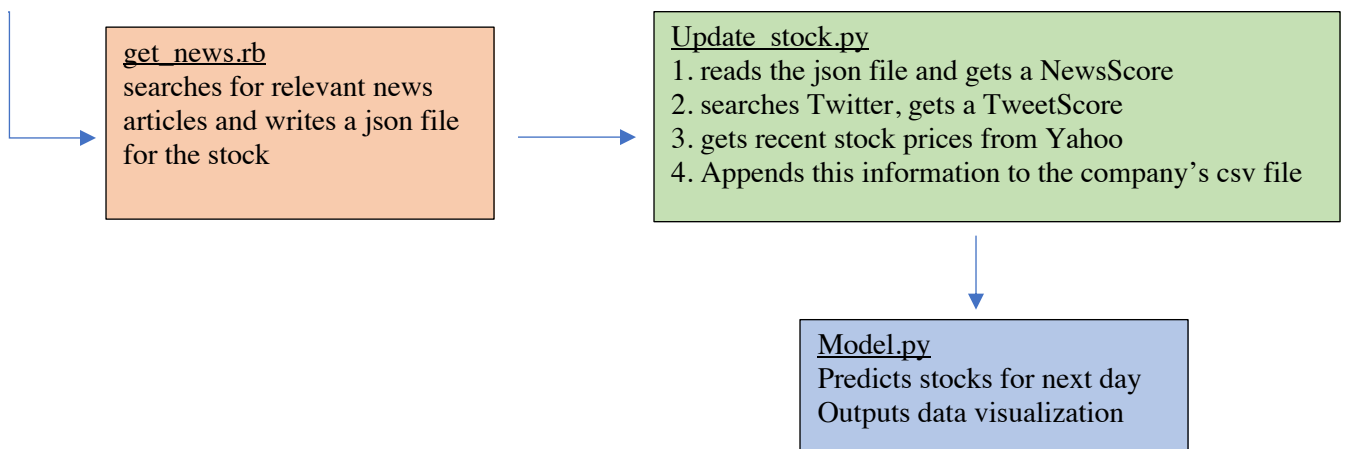 get_news.rb
searches for relevant news
articles and writes a json file
for the stock
Update_stock.py
1. reads the json file and gets a NewsScore
2. searches Twitter, gets a TweetScore
3. gets recent stock prices from Yahoo
4. Appends this information to the company’s csv file
Model.py
Predicts stocks for next day
Outputs data visualization